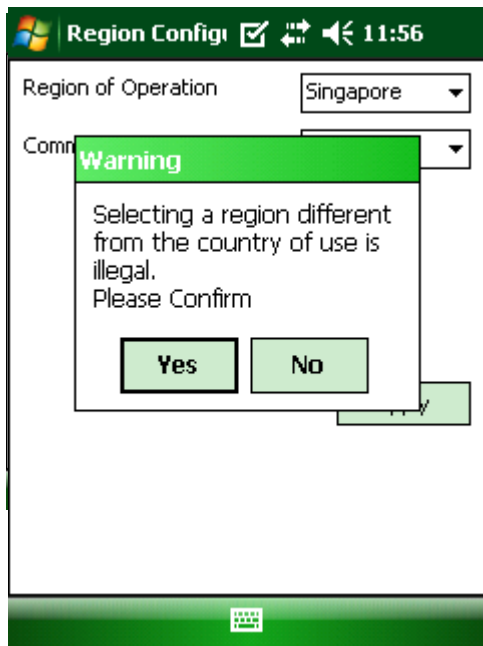 Region Config 11:56
Region of Operation Singapore
Comm
Warning
Selecting a region different
from the country of use is
illegal.
Please Confirm
Yes No